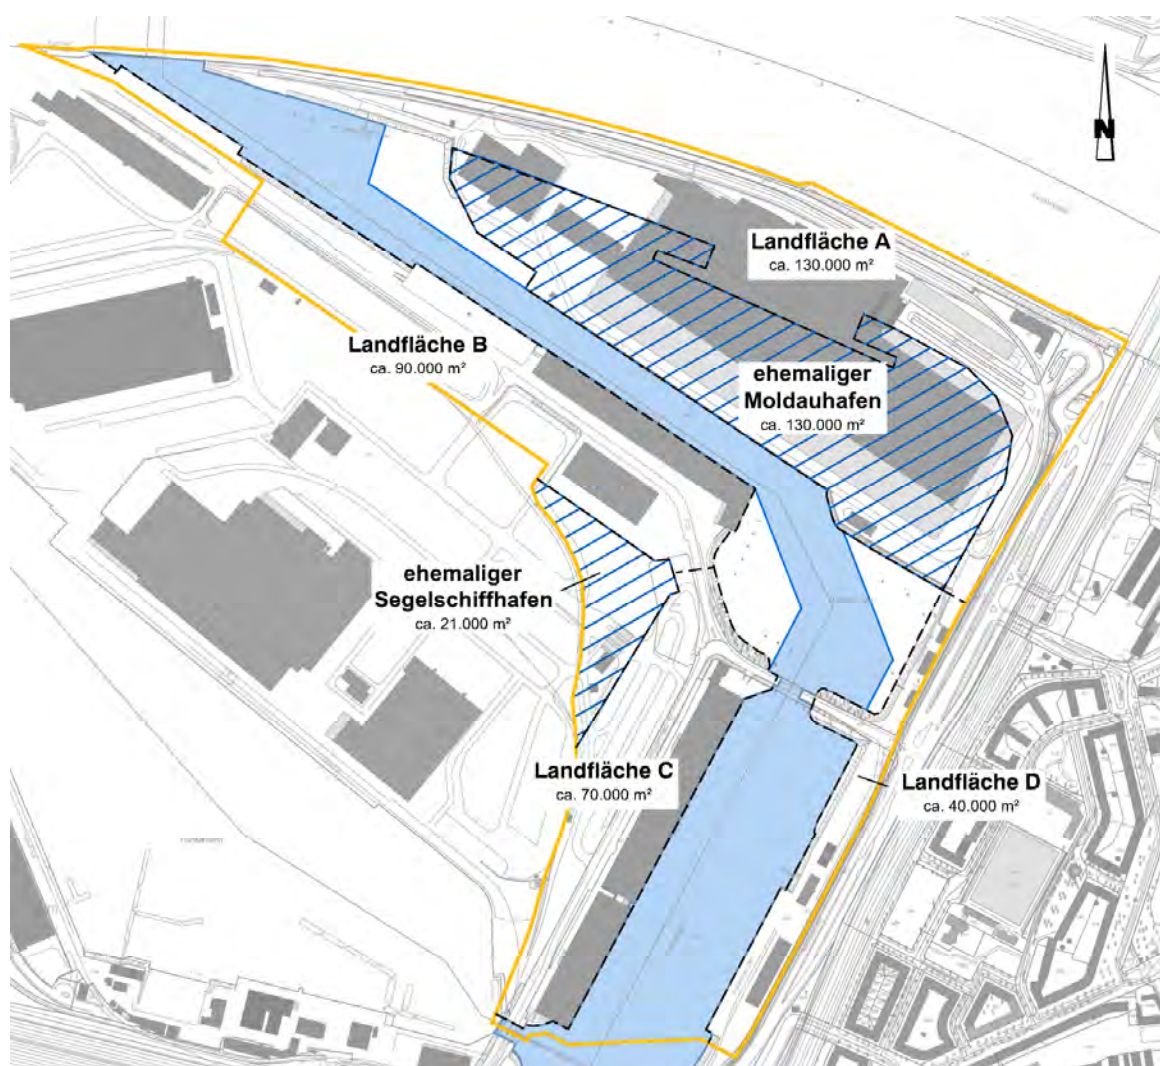 N
Landfläche A
ca. 130.000 m²
Landfläche B
ca. 90.000 m²
ehemaliger
Moldauhafen
ca. 130.000 m²
ehemaliger
Segelschiffhafen
ca. 21.000 m²
Landfläche C
ca. 70.000 m²
Landfläche D
ca. 40.000 m²